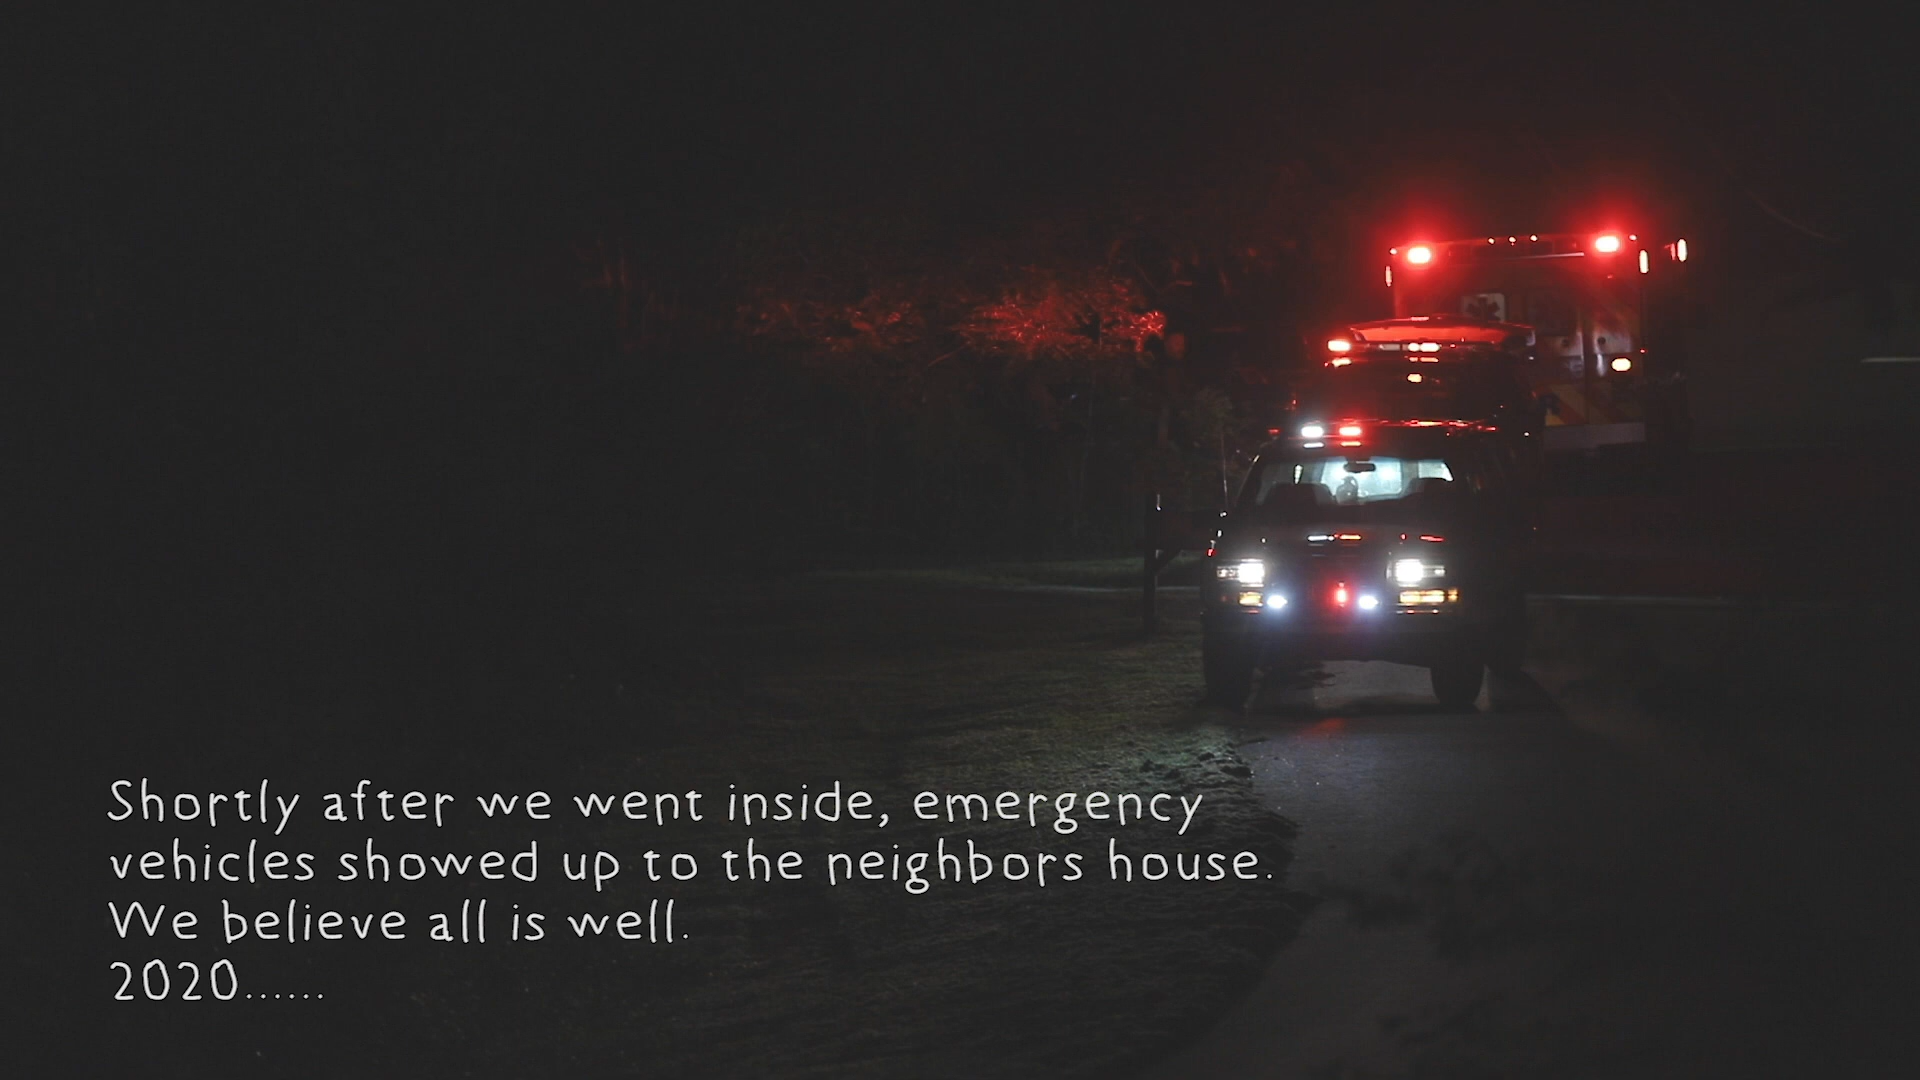 Shortly after we went inside, emergency
vehicles showed up to the neighbors house.
We believe all is well.
2020......